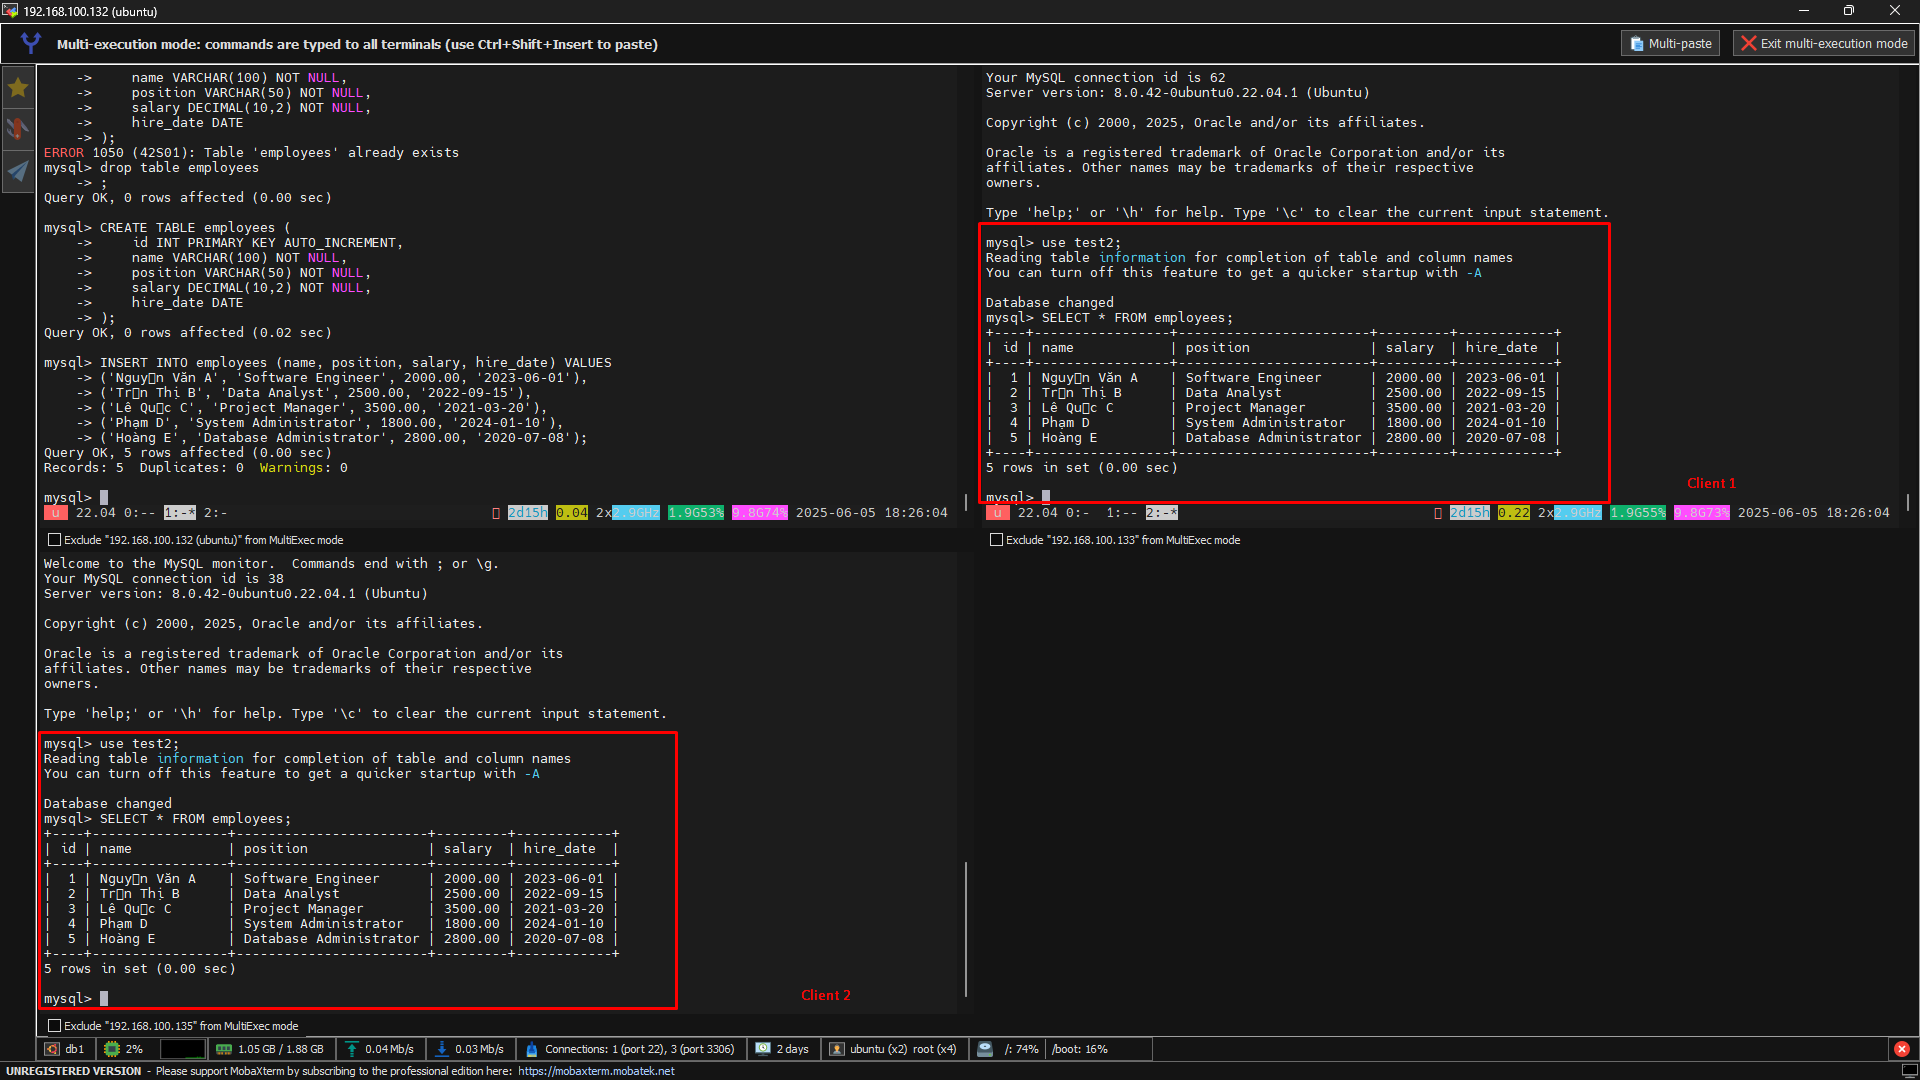 192.168.100.132 (ubuntu)
Multi-execution mode: commands are typed to all terminals (use Ctrl+Shift+Insert to paste)
Multi-paste
Exit multi-execution mode
    ->     name VARCHAR(100) NOT NULL,
    ->     position VARCHAR(50) NOT NULL,
    ->     salary DECIMAL(10,2) NOT NULL,
    ->     hire_date DATE
    -> );
ERROR 1050 (42S01): Table 'employees' already exists
mysql> drop table employees
    -> ;
Query OK, 0 rows affected (0.00 sec)
mysql> CREATE TABLE employees (
    ->     id INT PRIMARY KEY AUTO_INCREMENT,
    ->     name VARCHAR(100) NOT NULL,
    ->     position VARCHAR(50) NOT NULL,
    ->     salary DECIMAL(10,2) NOT NULL,
    ->     hire_date DATE
    -> );
Query OK, 0 rows affected (0.02 sec)
mysql> INSERT INTO employees (name, position, salary, hire_date) VALUES
    -> ('Nguy▯n Văn A', 'Software Engineer', 2000.00, '2023-06-01'),
    -> ('Tr▯n Thị B', 'Data Analyst', 2500.00, '2022-09-15'),
    -> ('Lê Qu▯c C', 'Project Manager', 3500.00, '2021-03-20'),
    -> ('Phạm D', 'System Administrator', 1800.00, '2024-01-10'),
    -> ('Hoàng E', 'Database Administrator', 2800.00, '2020-07-08');
Query OK, 5 rows affected (0.00 sec)
Records: 5  Duplicates: 0  Warnings: 0
mysql>
u 22.04 0:-- 1:-* 2:- ▯ 2d15h 0.04 2x2.9GHz 1.9G53% 9.8G74% 2025-06-05 18:26:04
Exclude "192.168.100.132 (ubuntu)" from MultiExec mode
Your MySQL connection id is 62
Server version: 8.0.42-0ubuntu0.22.04.1 (Ubuntu)
Copyright (c) 2000, 2025, Oracle and/or its affiliates.
Oracle is a registered trademark of Oracle Corporation and/or its
affiliates. Other names may be trademarks of their respective
owners.
Type 'help;' or '\h' for help. Type '\c' to clear the current input statement.
mysql> use test2;
Reading table information for completion of table and column names
You can turn off this feature to get a quicker startup with -A
Database changed
mysql> SELECT * FROM employees;
+----+-----------------+------------------------+---------+------------+
| id | name            | position               | salary  | hire_date  |
+----+-----------------+------------------------+---------+------------+
|  1 | Nguy▯n Văn A    | Software Engineer      | 2000.00 | 2023-06-01 |
|  2 | Tr▯n Thị B      | Data Analyst           | 2500.00 | 2022-09-15 |
|  3 | Lê Qu▯c C       | Project Manager        | 3500.00 | 2021-03-20 |
|  4 | Phạm D          | System Administrator   | 1800.00 | 2024-01-10 |
|  5 | Hoàng E         | Database Administrator | 2800.00 | 2020-07-08 |
+----+-----------------+------------------------+---------+------------+
5 rows in set (0.00 sec)
Client 1
mysql>
u 22.04 0:- 1:-- 2:-* ▯ 2d15h 0.22 2x2.9GHz 1.9G55% 9.8G73% 2025-06-05 18:26:04
Exclude "192.168.100.133" from MultiExec mode
Welcome to the MySQL monitor.  Commands end with ; or \g.
Your MySQL connection id is 38
Server version: 8.0.42-0ubuntu0.22.04.1 (Ubuntu)
Copyright (c) 2000, 2025, Oracle and/or its affiliates.
Oracle is a registered trademark of Oracle Corporation and/or its
affiliates. Other names may be trademarks of their respective
owners.
Type 'help;' or '\h' for help. Type '\c' to clear the current input statement.
mysql> use test2;
Reading table information for completion of table and column names
You can turn off this feature to get a quicker startup with -A
Database changed
mysql> SELECT * FROM employees;
+----+-----------------+------------------------+---------+------------+
| id | name            | position               | salary  | hire_date  |
+----+-----------------+------------------------+---------+------------+
|  1 | Nguy▯n Văn A    | Software Engineer      | 2000.00 | 2023-06-01 |
|  2 | Tr▯n Thị B      | Data Analyst           | 2500.00 | 2022-09-15 |
|  3 | Lê Qu▯c C       | Project Manager        | 3500.00 | 2021-03-20 |
|  4 | Phạm D          | System Administrator   | 1800.00 | 2024-01-10 |
|  5 | Hoàng E         | Database Administrator | 2800.00 | 2020-07-08 |
+----+-----------------+------------------------+---------+------------+
5 rows in set (0.00 sec)
mysql>
Client 2
Exclude "192.168.100.135" from MultiExec mode
db1
2%
1.05 GB / 1.88 GB
0.04 Mb/s
0.03 Mb/s
Connections: 1 (port 22), 3 (port 3306)
2 days
ubuntu (x2)  root (x4)
/: 74%
/boot: 16%
UNREGISTERED VERSION  -  Please support MobaXterm by subscribing to the professional edition here:  https://mobaxterm.mobatek.net